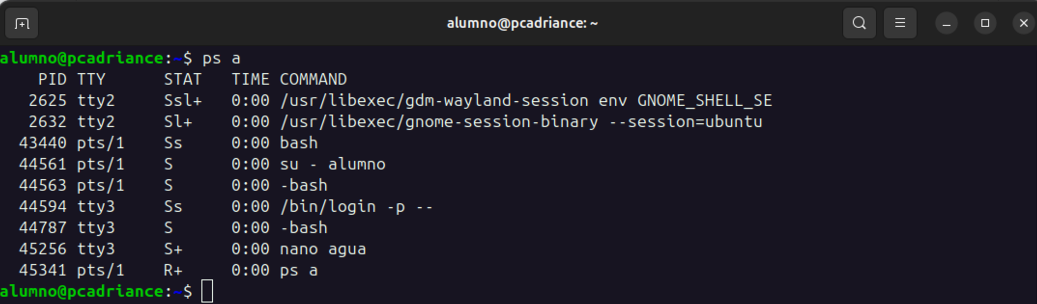 alumno@pcadriance: ~
alumno@pcadriance:~$ ps a
    PID TTY      STAT   TIME COMMAND
   2625 tty2     Ssl+   0:00 /usr/libexec/gdm-wayland-session env GNOME_SHELL_SE
   2632 tty2     Sl+    0:00 /usr/libexec/gnome-session-binary --session=ubuntu
  43440 pts/1    Ss     0:00 bash
  44561 pts/1    S      0:00 su - alumno
  44563 pts/1    S      0:00 -bash
  44594 tty3     Ss     0:00 /bin/login -p --
  44787 tty3     S      0:00 -bash
  45256 tty3     S+     0:00 nano agua
  45341 pts/1    R+     0:00 ps a
alumno@pcadriance:~$